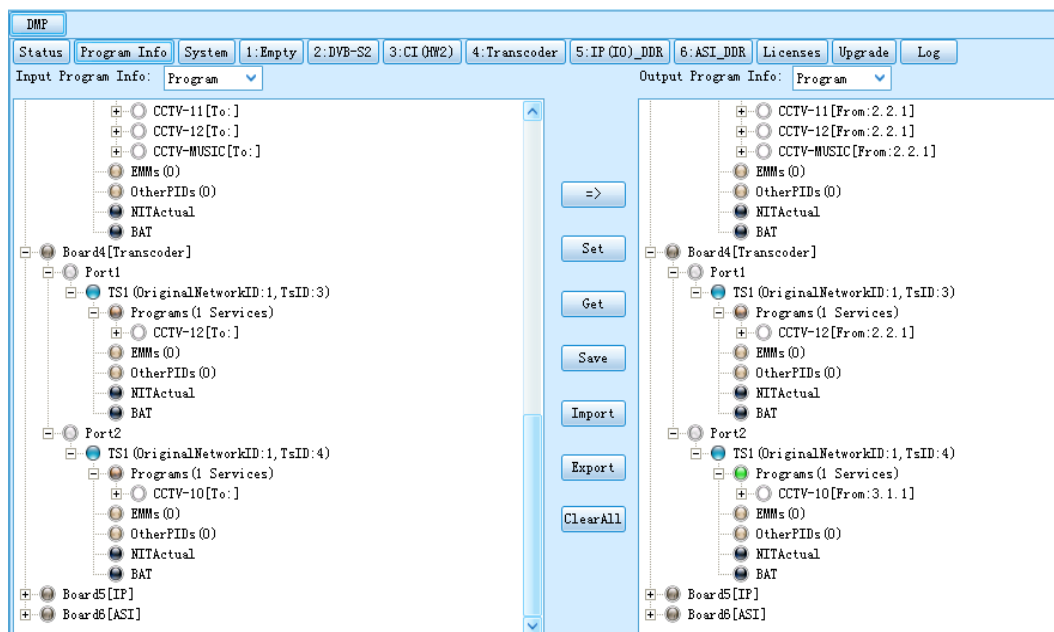 DMP
Status Program Info System 1:Empty 2:DVB-S2 3:CI(HW2) 4:Transcoder 5:IP(IO)_DDR 6:ASI_DDR Licenses Upgrade Log
Input Program Info: Program
CCTV-11[To:]
CCTV-12[To:]
CCTV-MUSIC[To:]
EMMs(0)
OtherPIDs(0)
NITActual
BAT
Board4[Transcoder]
Port1
TS1(OriginalNetworkID:1,TsID:3)
Programs(1 Services)
CCTV-12[To:]
EMMs(0)
OtherPIDs(0)
NITActual
BAT
Port2
TS1(OriginalNetworkID:1,TsID:4)
Programs(1 Services)
CCTV-10[To:]
EMMs(0)
OtherPIDs(0)
NITActual
BAT
Board5[IP]
Board6[ASI]
=>
Set
Get
Save
Import
Export
ClearAll
Output Program Info: Program
CCTV-11[From:2.2.1]
CCTV-12[From:2.2.1]
CCTV-MUSIC[From:2.2.1]
EMMs(0)
OtherPIDs(0)
NITActual
BAT
Board4[Transcoder]
Port1
TS1(OriginalNetworkID:1,TsID:3)
Programs(1 Services)
CCTV-12[From:2.2.1]
EMMs(0)
OtherPIDs(0)
NITActual
BAT
Port2
TS1(OriginalNetworkID:1,TsID:4)
Programs(1 Services)
CCTV-10[From:3.1.1]
EMMs(0)
OtherPIDs(0)
NITActual
BAT
Board5[IP]
Board6[ASI]